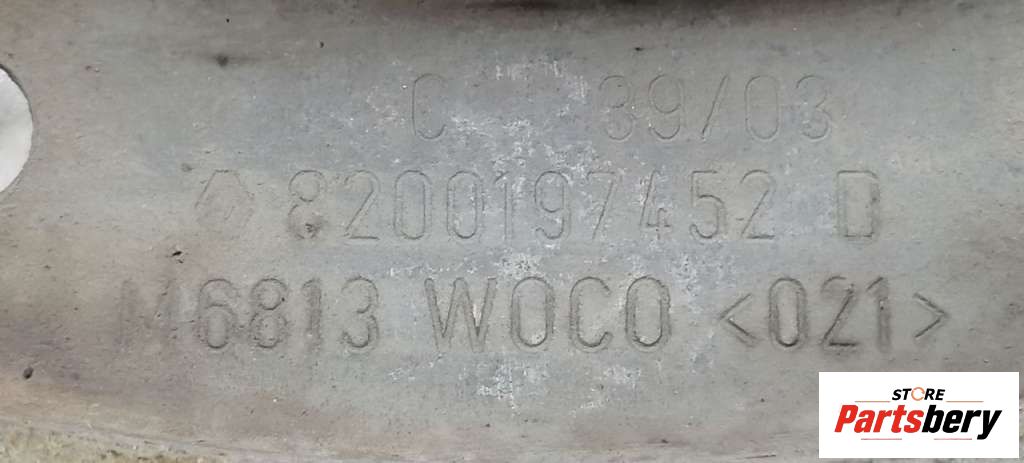 C 39/03
8200197452 D
M6813 WOCO <021>
STORE
Partsbery